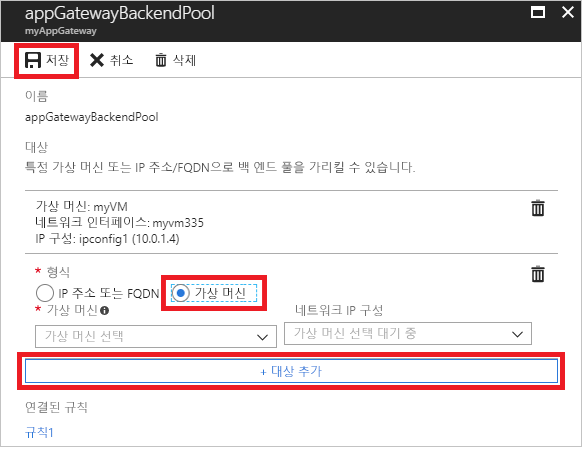 appGatewayBackendPool
myAppGateway
저장 취소 삭제
이름
appGatewayBackendPool
대상
특정 가상 머신 또는 IP 주소/FQDN으로 백 엔드 풀을 가리킬 수 있습니다.
가상 머신: myVM
네트워크 인터페이스: myvm335
IP 구성: ipconfig1 (10.0.1.4)
* 형식
IP 주소 또는 FQDN 가상 머신
* 가상 머신 네트워크 IP 구성
가상 머신 선택 가상 머신 선택 대기 중
+ 대상 추가
연결된 규칙
규칙1